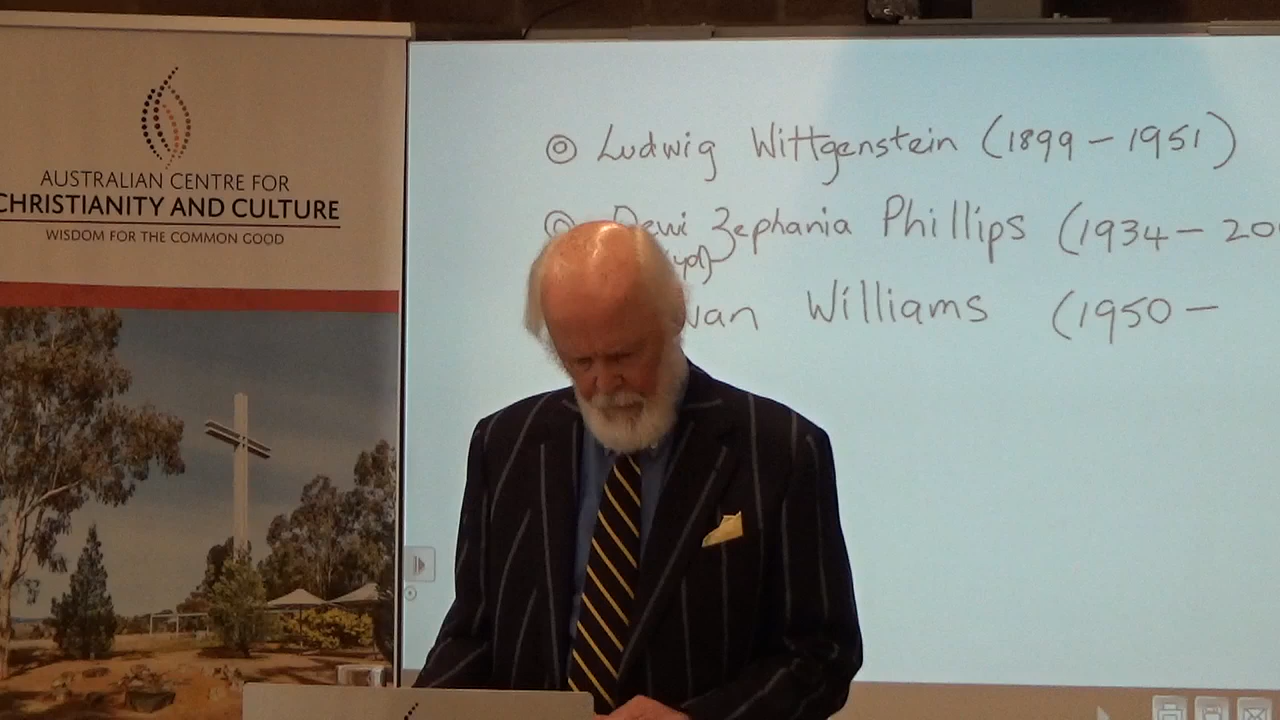 AUSTRALIAN CENTRE FOR
CHRISTIANITY AND CULTURE
WISDOM FOR THE COMMON GOOD
Ludwig Wittgenstein (1899 - 1951)
Zephania Phillips (1934 - 20
Williams (1950 -